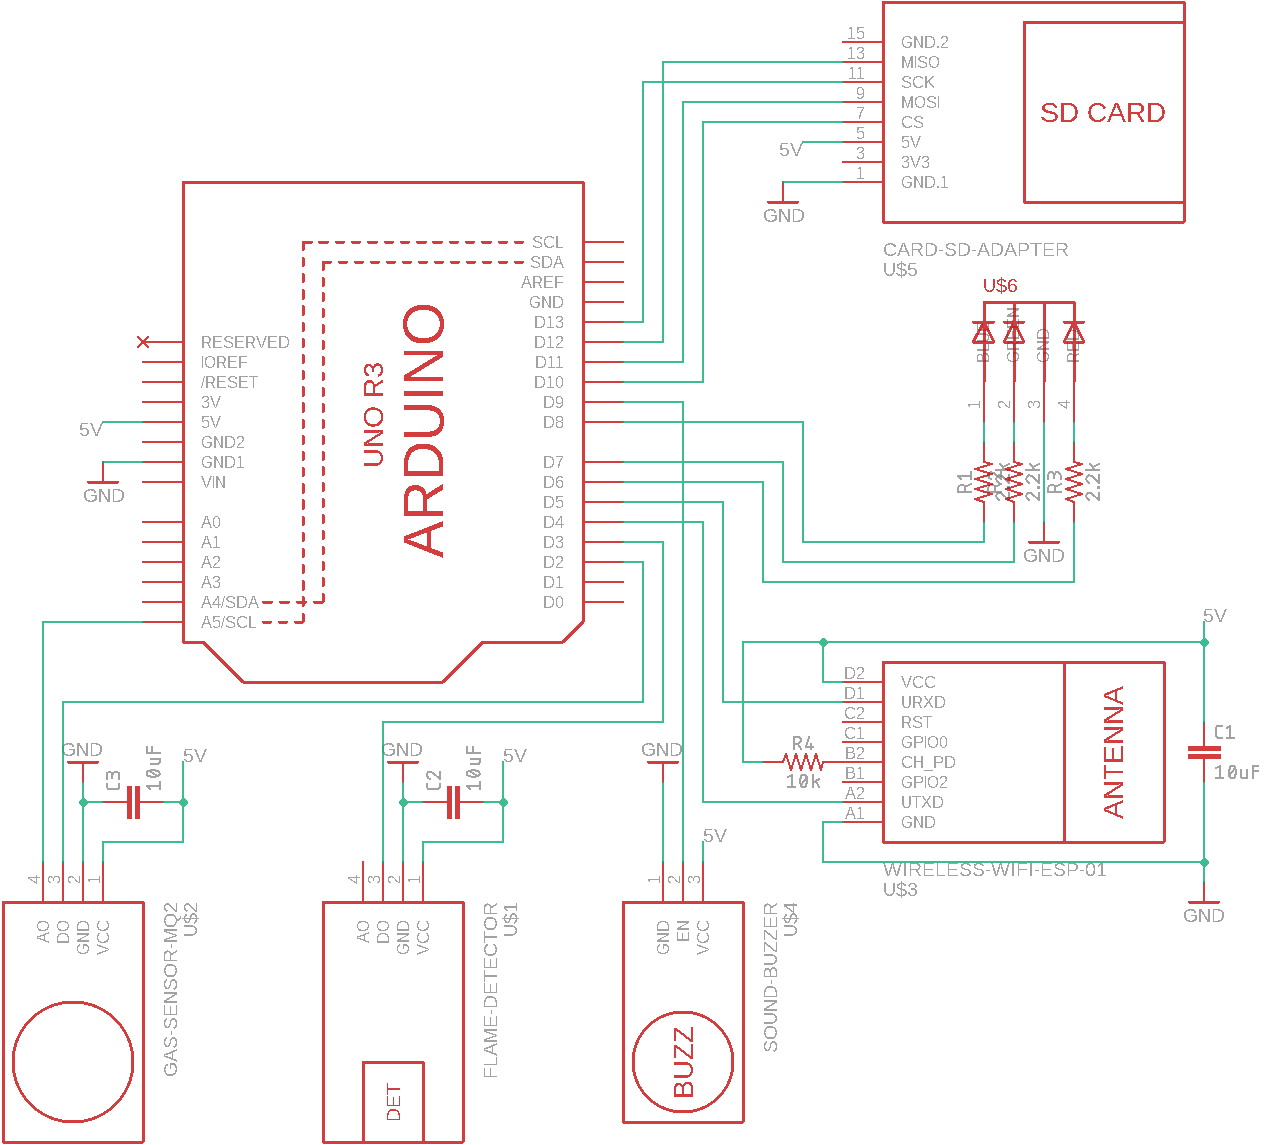 15
GND.2
13
MISO
11
SCK
9
MOSI
7
CS
5
5V
3
3V3
1
GND.1
SD CARD
5V
GND
CARD-SD-ADAPTER
U$5
UNO R3
ARDUINO
RESERVED
IOREF
/RESET
3V
5V
GND2
GND1
VIN
A0
A1
A2
A3
A4/SDA
A5/SCL
SCL
SDA
AREF
GND
D13
D12
D11
D10
D9
D8
D7
D6
D5
D4
D3
D2
D1
D0
5V
GND
U$6
GREEN
GND
1
2
3
4
R1
2.2k
R3
2.2k
GND
5V
D2
VCC
D1
URXD
C2
RST
C1
GPIO0
B2
CH_PD
B1
GPIO2
A2
UTXD
A1
GND
ANTENNA
R4
10k
C1
10uF
WIRELESS-WIFI-ESP-01
U$3
GND
GND
C3
10uF
5V
4
3
2
1
AO
DO
GND
VCC
GAS-SENSOR-MQ2
U$2
GND
C2
10uF
5V
4
3
2
1
AO
DO
GND
VCC
DET
FLAME-DETECTOR
U$1
GND
5V
1
2
3
GND
EN
VCC
BUZZ
SOUND-BUZZER
U$4